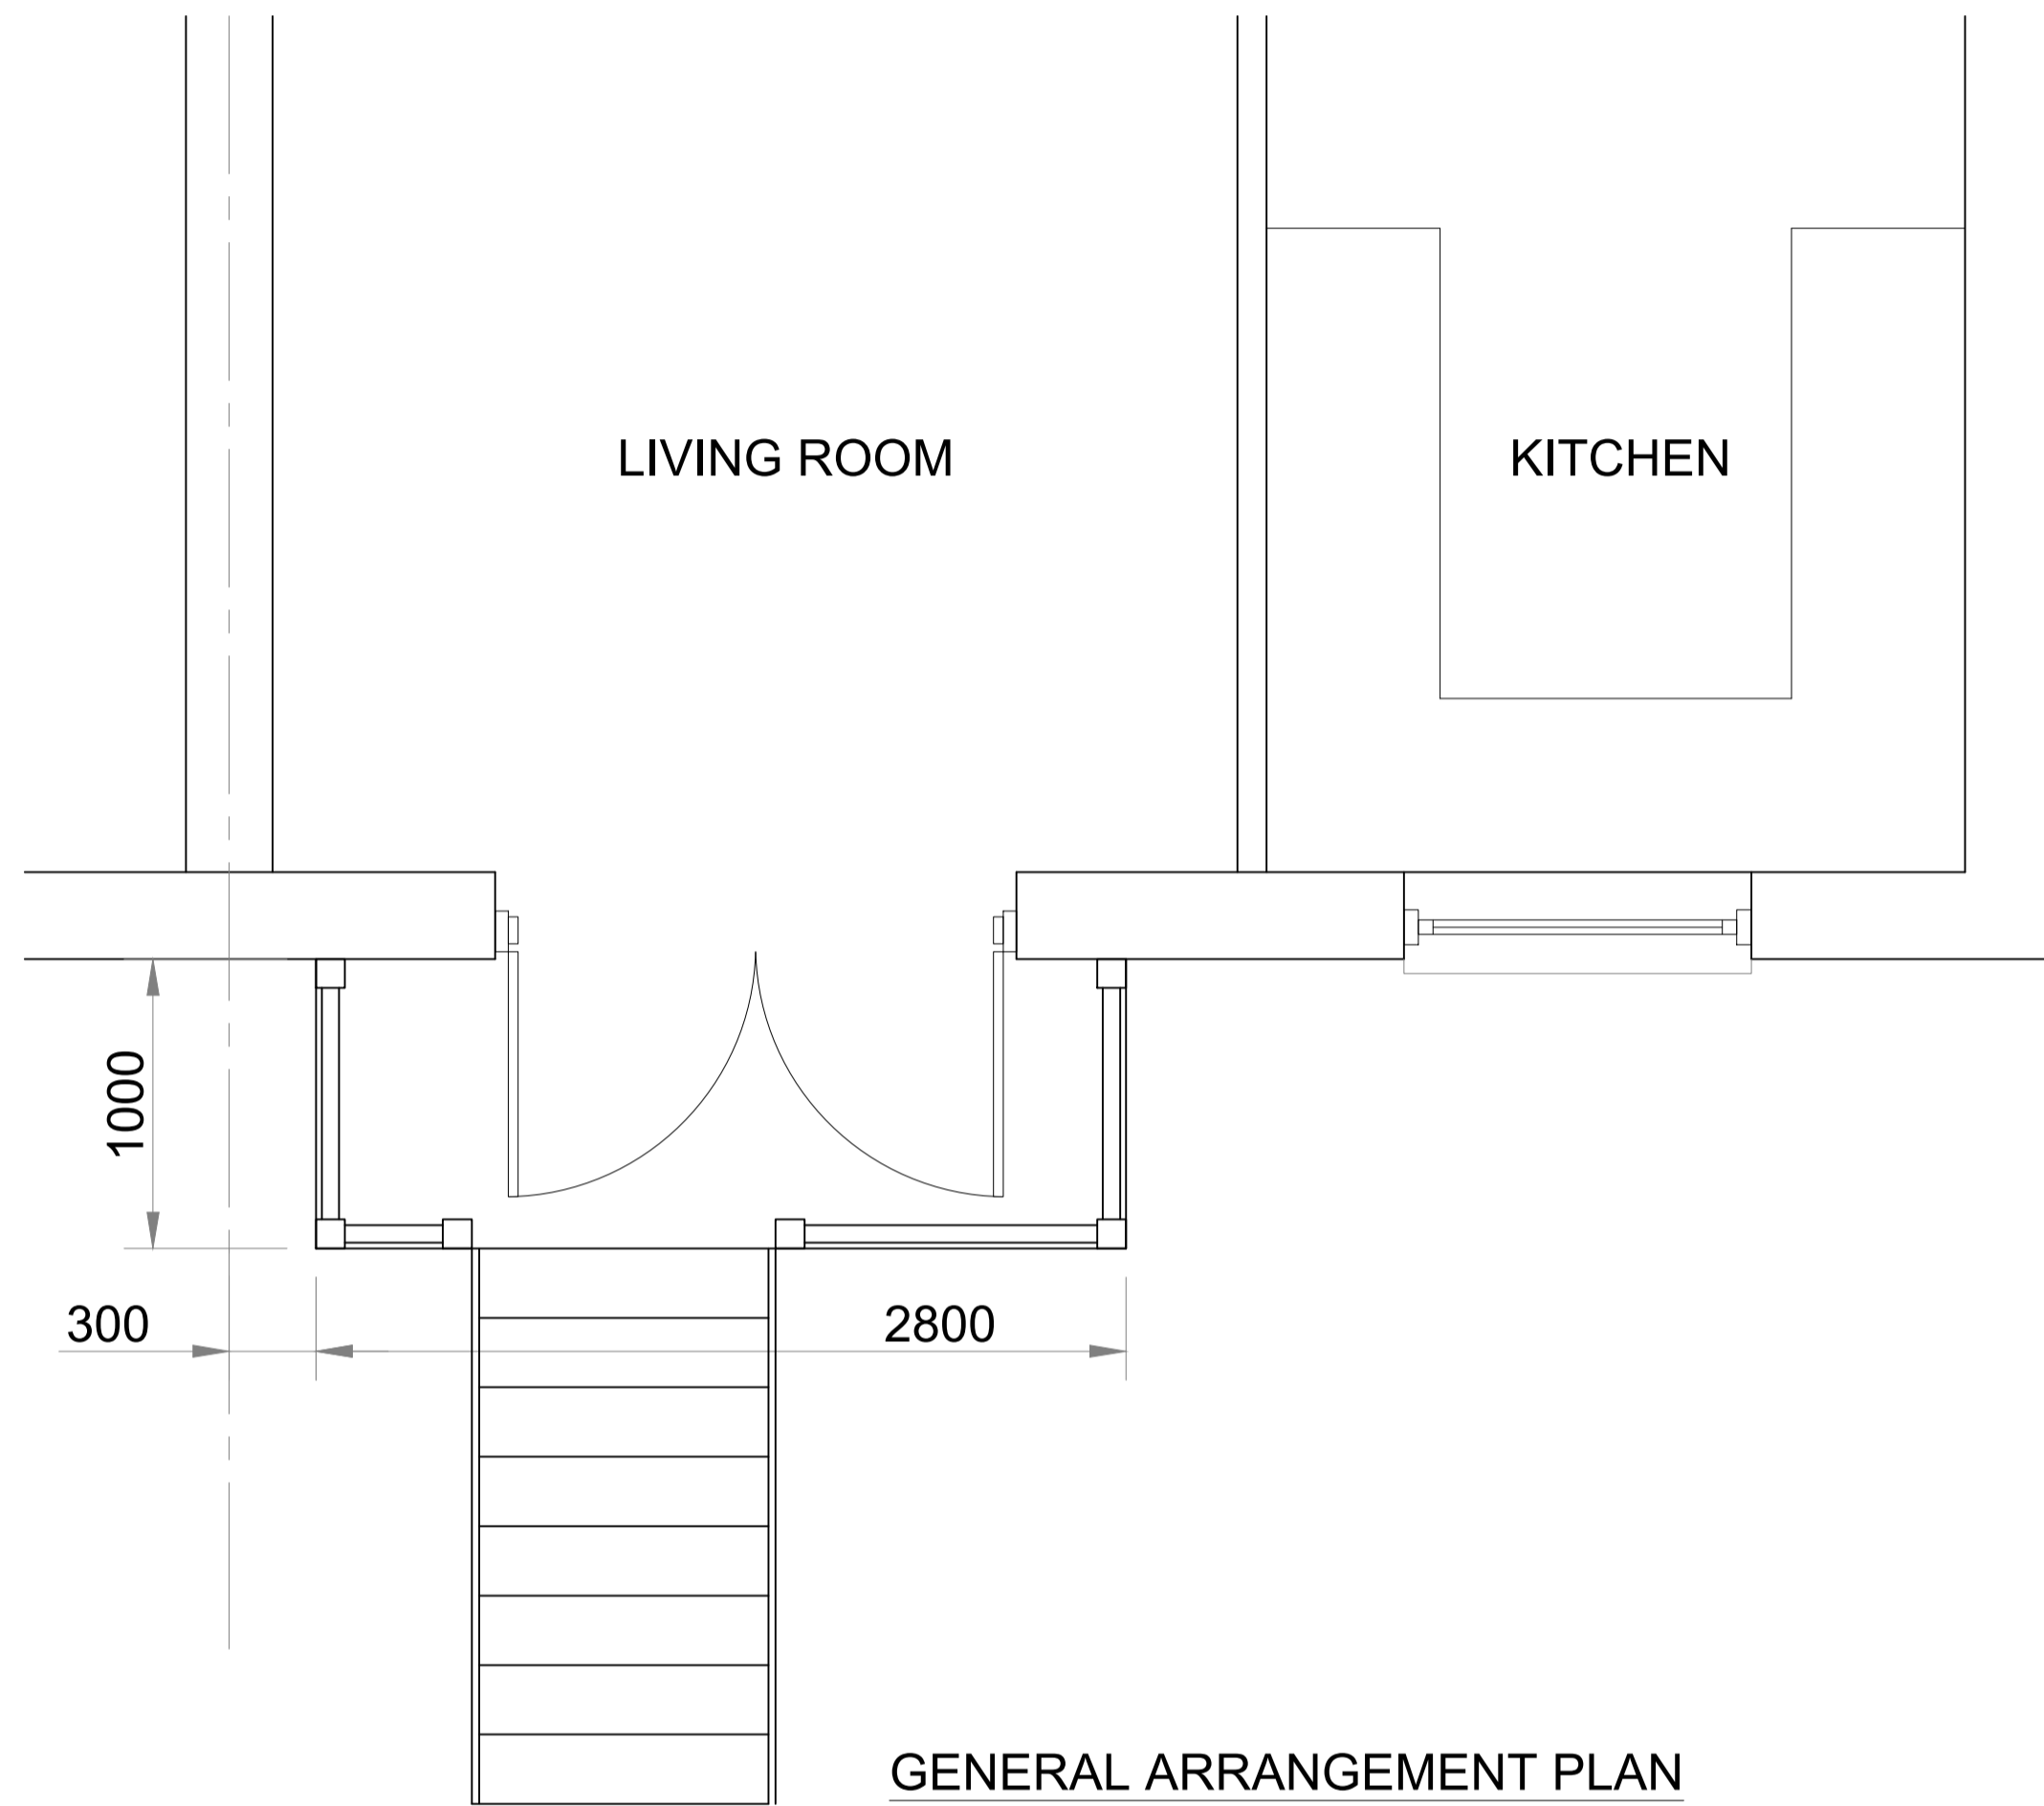 LIVING ROOM
KITCHEN
1000
300
2800
GENERAL ARRANGEMENT PLAN